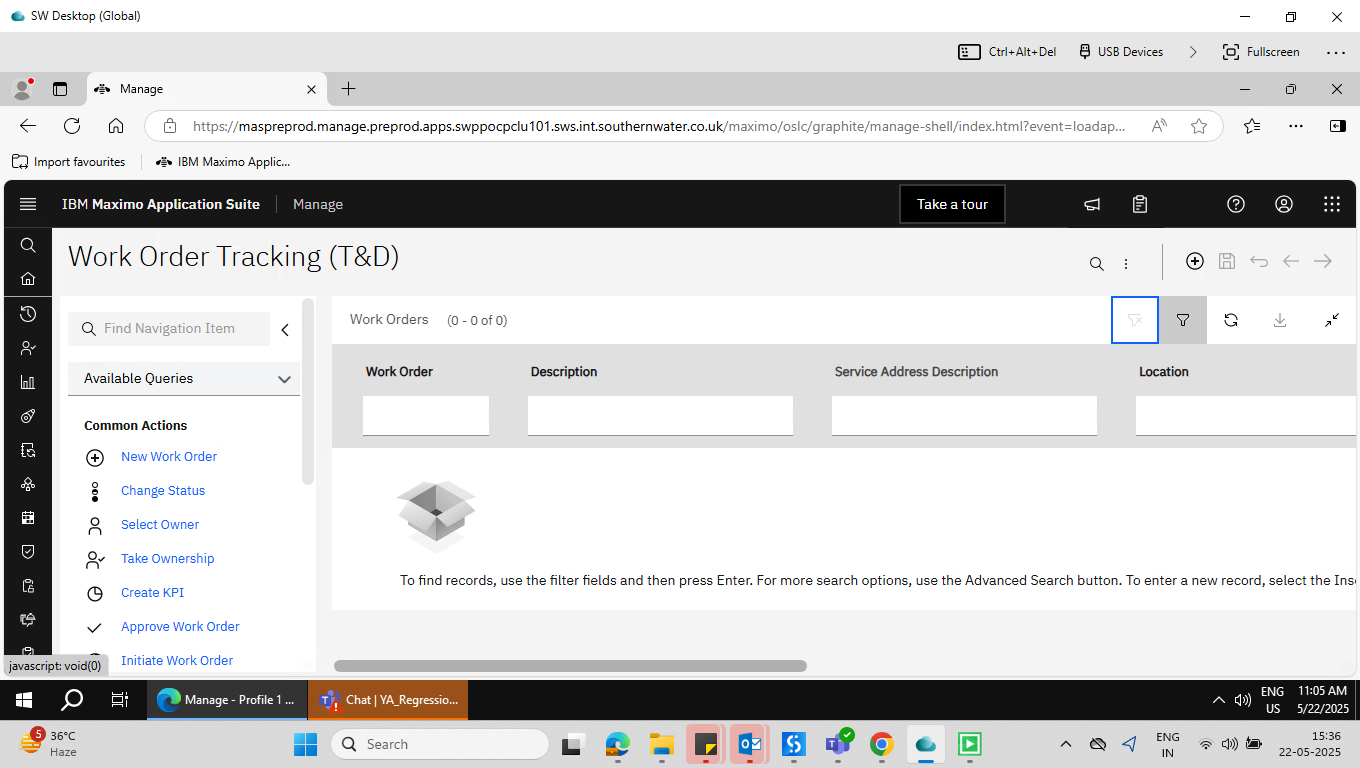 SW Desktop (Global)
Ctrl+Alt+Del
USB Devices
Fullscreen
Manage
https://maspreprod.manage.preprod.apps.swppocpclu101.sws.int.southernwater.co.uk/maximo/oslc/graphite/manage-shell/index.html?event=loadap...
Import favourites
IBM Maximo Applic...
IBM Maximo Application Suite
Manage
Take a tour
Work Order Tracking (T&D)
Find Navigation Item
Available Queries
Common Actions
New Work Order
Change Status
Select Owner
Take Ownership
Create KPI
Approve Work Order
Initiate Work Order
Work Orders (0 - 0 of 0)
Work Order
Description
Service Address Description
Location
To find records, use the filter fields and then press Enter. For more search options, use the Advanced Search button. To enter a new record, select the Inse
javascript: void(0)
Manage - Profile 1 ...
Chat | YA_Regressio...
ENG
US
11:05 AM
5/22/2025
5
36°C
Haze
Search
ENG
IN
15:36
22-05-2025